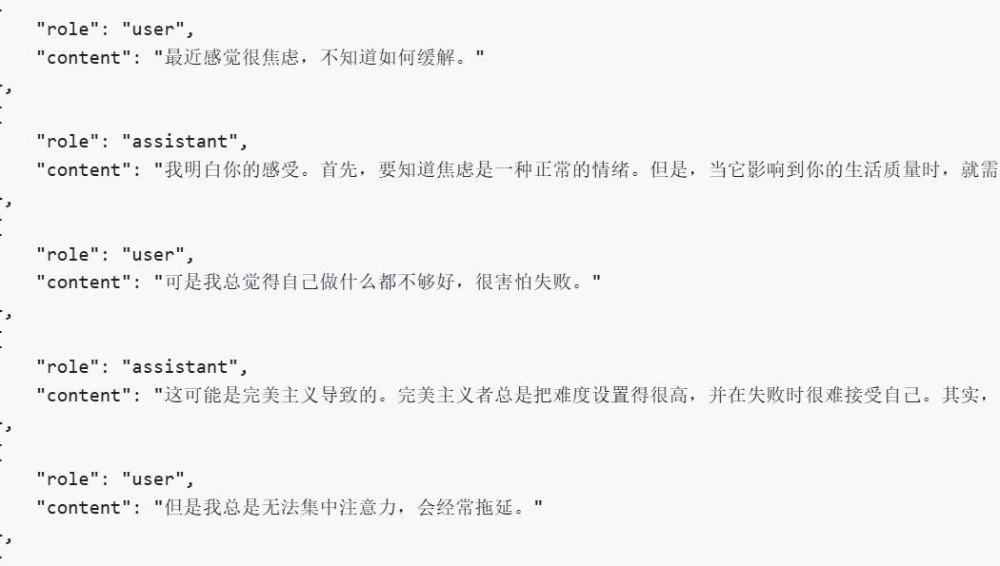 "role": "user",
"content": "最近感觉很焦虑，不知道如何缓解。"
},
{
"role": "assistant",
"content": "我明白你的感受。首先，要知道焦虑是一种正常的情绪。但是，当它影响到你的生活质量时，就需
},
{
"role": "user",
"content": "可是我总觉得自己做什么都不够好，很害怕失败。"
},
{
"role": "assistant",
"content": "这可能是完美主义导致的。完美主义者总是把难度设置得很高，并在失败时很难接受自己。其实，
},
{
"role": "user",
"content": "但是我总是无法集中注意力，会经常拖延。"
},